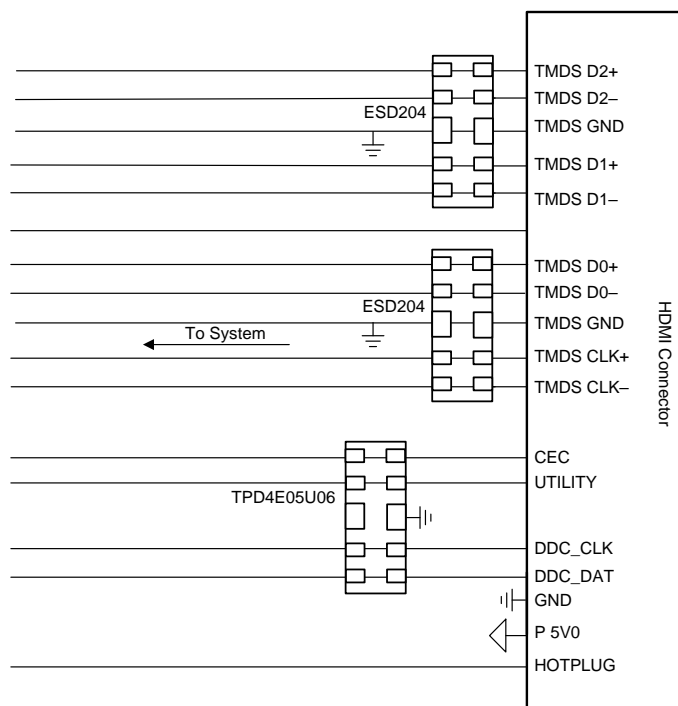 TMDS D2+
TMDS D2–
ESD204
TMDS GND
TMDS D1+
TMDS D1–
TMDS D0+
TMDS D0–
ESD204
TMDS GND
To System
TMDS CLK+
TMDS CLK–
HDMI Connector
CEC
UTILITY
TPD4E05U06
DDC_CLK
DDC_DAT
GND
P 5V0
HOTPLUG